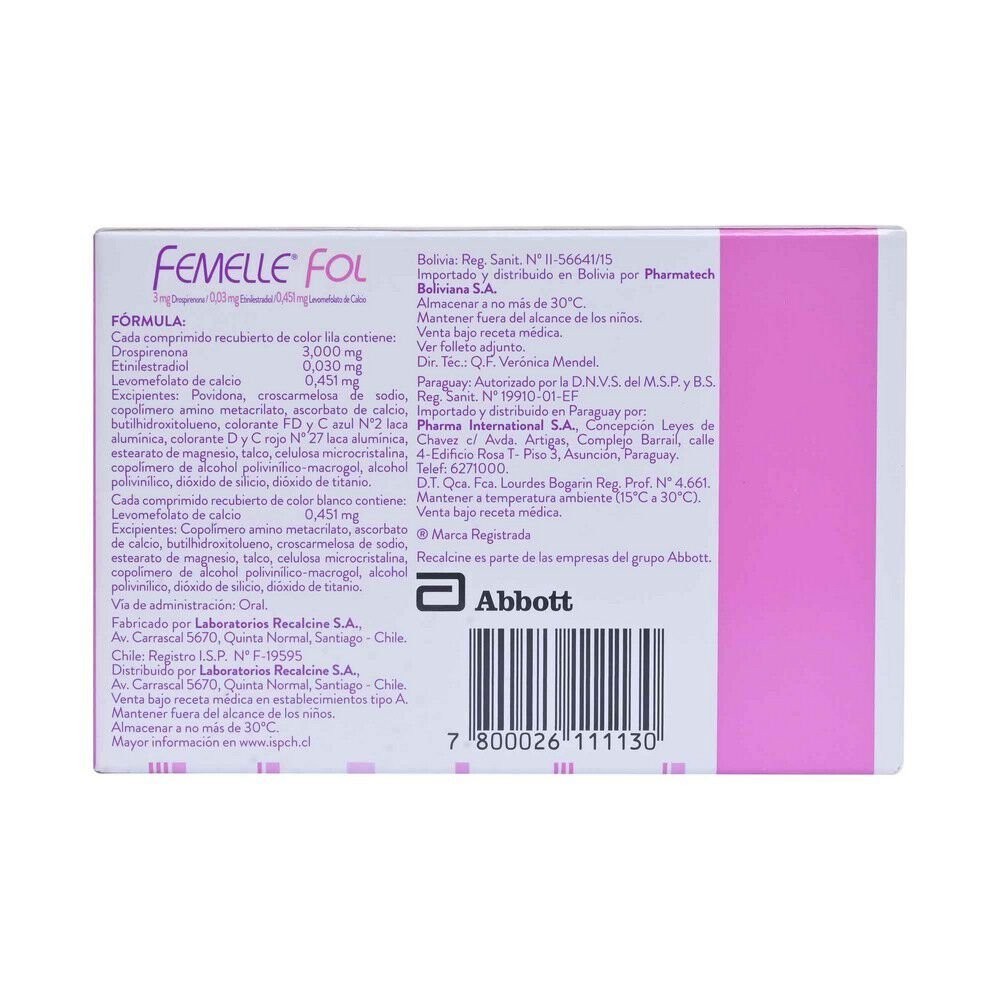 FEMELLE® FOL
3 mg Drospirenona / 0,03 mg Etinilestradiol / 0,451 mg Levomefolato de Calcio
FÓRMULA:
Cada comprimido recubierto de color lila contiene:
Drospirenona 3,000 mg
Etinilestradiol 0,030 mg
Levomefolato de calcio 0,451 mg
Excipientes: Povidona, croscarmelosa de sodio,
copolímero amino metacrilato, ascorbato de calcio,
butilhidroxitolueno, colorante FD y C azul N°2 laca
alumínica, colorante D y C rojo N° 27 laca alumínica,
estearato de magnesio, talco, celulosa microcristalina,
copolímero de alcohol polivinílico-macrogol, alcohol
polivinílico, dióxido de silicio, dióxido de titanio.
Cada comprimido recubierto de color blanco contiene:
Levomefolato de calcio 0,451 mg
Excipientes: Copolímero amino metacrilato, ascorbato
de calcio, butilhidroxitolueno, croscarmelosa de sodio,
estearato de magnesio, talco, celulosa microcristalina,
copolímero de alcohol polivinílico-macrogol, alcohol
polivinílico, dióxido de silicio, dióxido de titanio.
Vía de administración: Oral.
Fabricado por Laboratorios Recalcine S.A.,
Av. Carrascal 5670, Quinta Normal, Santiago - Chile.
Chile: Registro I.S.P. N° F-19595
Distribuido por Laboratorios Recalcine S.A.,
Av. Carrascal 5670, Quinta Normal, Santiago - Chile.
Venta bajo receta médica en establecimientos tipo A.
Mantener fuera del alcance de los niños.
Almacenar a no más de 30°C.
Mayor información en www.ispch.cl
Bolivia: Reg. Sanit. N° II-56641/15
Importado y distribuido en Bolivia por Pharmatech
Boliviana S.A.
Almacenar a no más de 30°C.
Mantener fuera del alcance de los niños.
Venta bajo receta médica.
Ver folleto adjunto.
Dir. Téc.: Q.F. Verónica Mendel.
Paraguay: Autorizado por la D.N.V.S. del M.S.P. y B.S.
Reg. Sanit. N° 19910-01-EF
Importado y distribuido en Paraguay por:
Pharma International S.A., Concepción Leyes de
Chavez c/ Avda. Artigas, Complejo Barrail, calle
4-Edificio Rosa T- Piso 3, Asunción, Paraguay.
Telef: 6271000.
D.T. Qca. Fca. Lourdes Bogarin Reg. Prof. N° 4.661.
Mantener a temperatura ambiente (15°C a 30°C).
Venta bajo receta médica.
® Marca Registrada
Recalcine es parte de las empresas del grupo Abbott.
Abbott
7 800026 111130